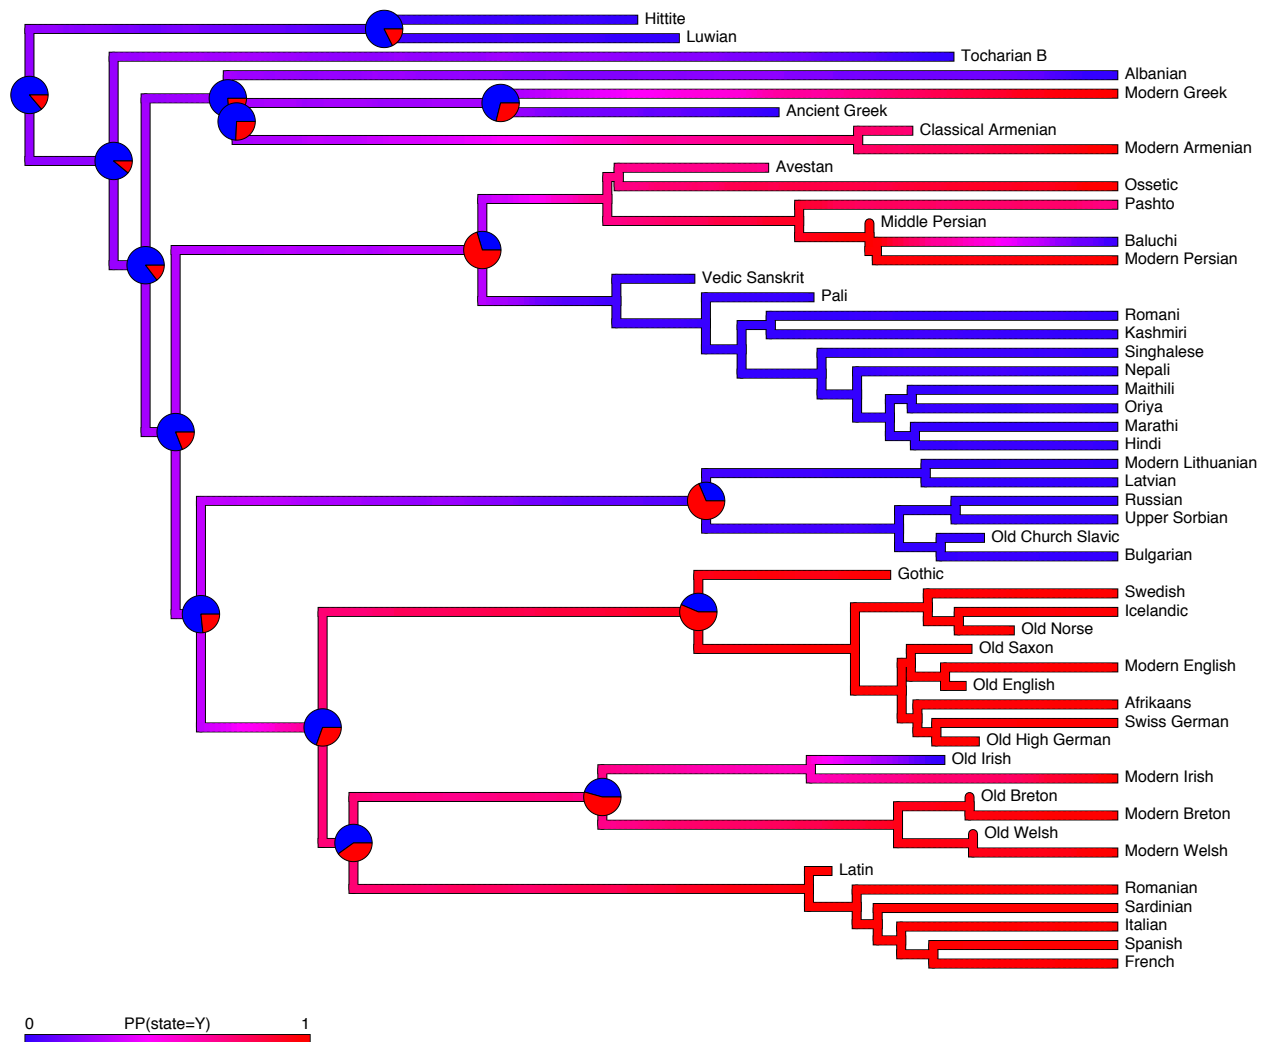 Hittite
Luwian
Tocharian B
Albanian
Modern Greek
Ancient Greek
Classical Armenian
Modern Armenian
Avestan
Ossetic
Pashto
Middle Persian
Baluchi
Modern Persian
Vedic Sanskrit
Pali
Romani
Kashmiri
Singhalese
Nepali
Maithili
Oriya
Marathi
Hindi
Modern Lithuanian
Latvian
Russian
Upper Sorbian
Old Church Slavic
Bulgarian
Gothic
Swedish
Icelandic
Old Norse
Old Saxon
Modern English
Old English
Afrikaans
Swiss German
Old High German
Old Irish
Modern Irish
Old Breton
Modern Breton
Old Welsh
Modern Welsh
Latin
Romanian
Sardinian
Italian
Spanish
French
0 PP(state=Y) 1